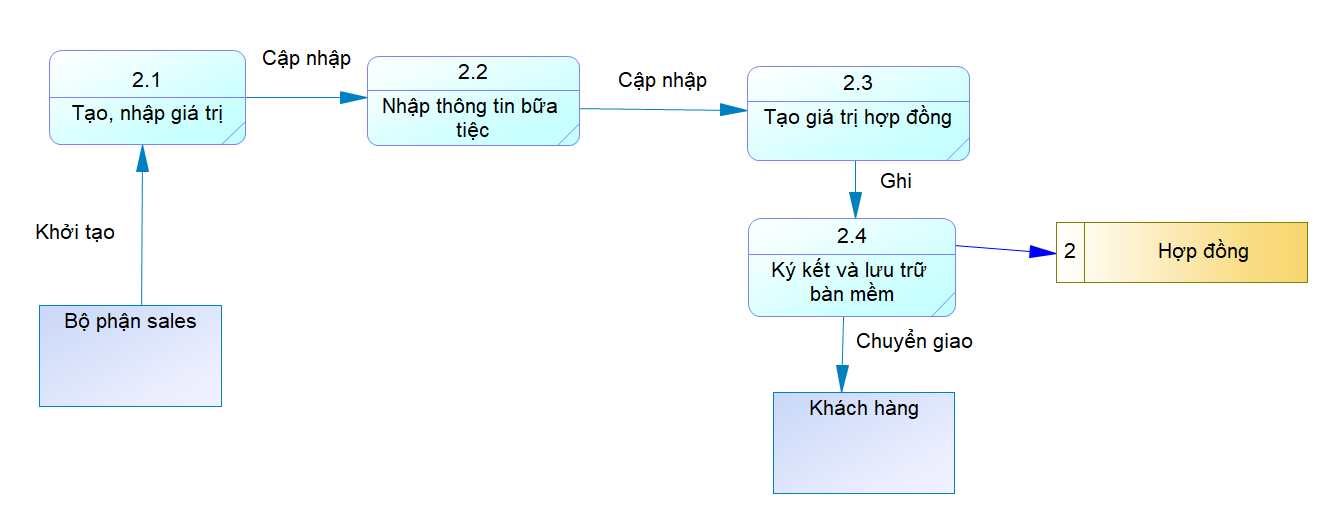 Cập nhập
2.1
Tạo, nhập giá trị
2.2
Nhập thông tin bữa
tiệc
Cập nhập
2.3
Tạo giá trị hợp đồng
Ghi
Khởi tạo
2.4
Ký kết và lưu trữ
bàn mềm
2
Hợp đồng
Bộ phận sales
Chuyển giao
Khách hàng